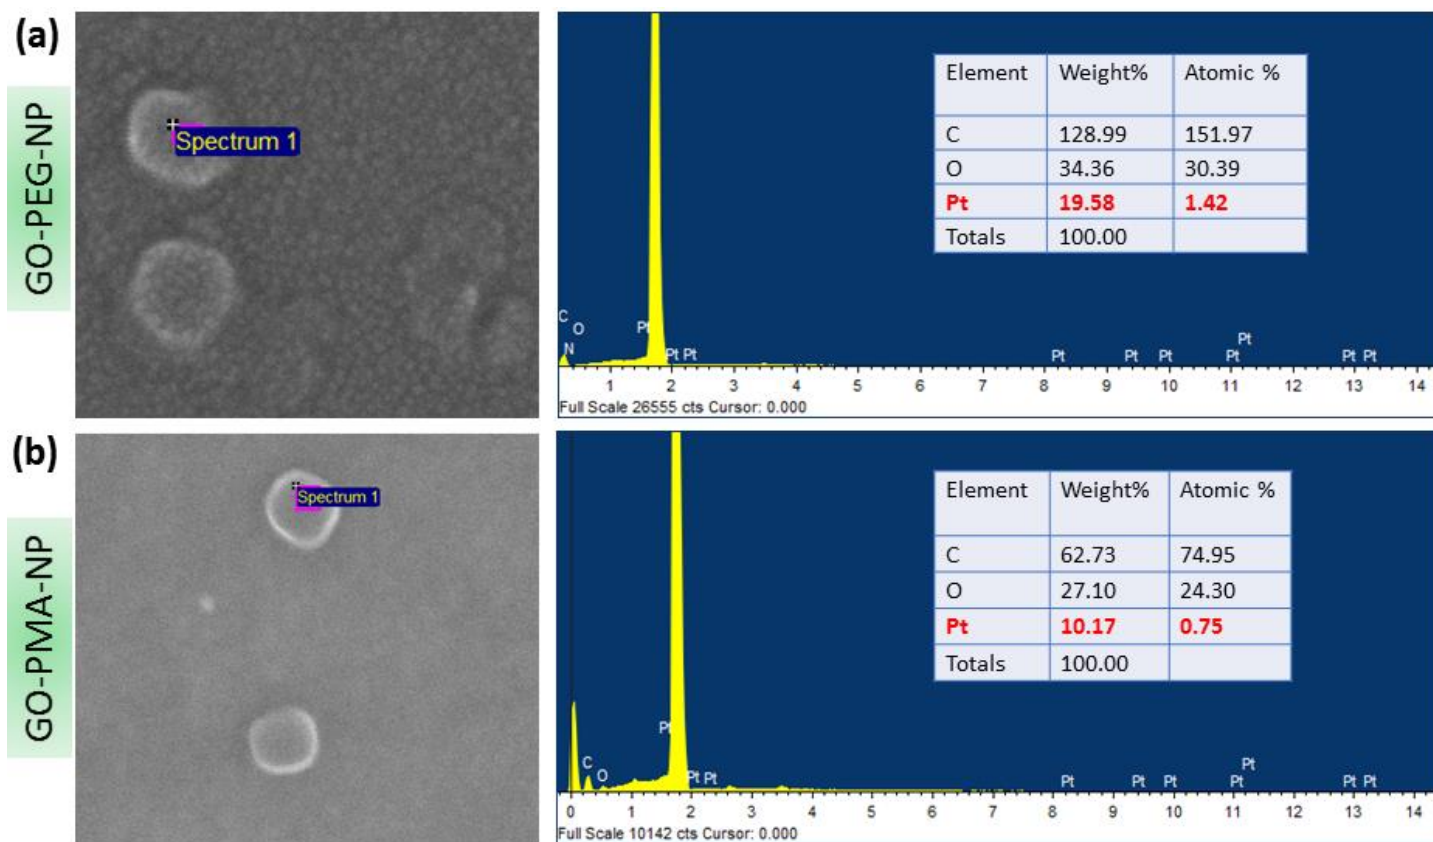 (a)
GO-PEG-NP
Spectrum 1
Element Weight% Atomic %
C 128.99 151.97
O 34.36 30.39
Pt 19.58 1.42
Totals 100.00
C
O
N
Pt
Pt Pt
Pt
Pt Pt Pt Pt Pt Pt
1 2 3 4 5 6 7 8 9 10 11 12 13 14
Full Scale 26555 cts Cursor: 0.000
(b)
GO-PMA-NP
Spectrum 1
Element Weight% Atomic %
C 62.73 74.95
O 27.10 24.30
Pt 10.17 0.75
Totals 100.00
Pt
C
O
Pt Pt
Pt
Pt Pt Pt Pt Pt Pt
0 1 2 3 4 5 6 7 8 9 10 11 12 13 14
Full Scale 10142 cts Cursor: 0.000